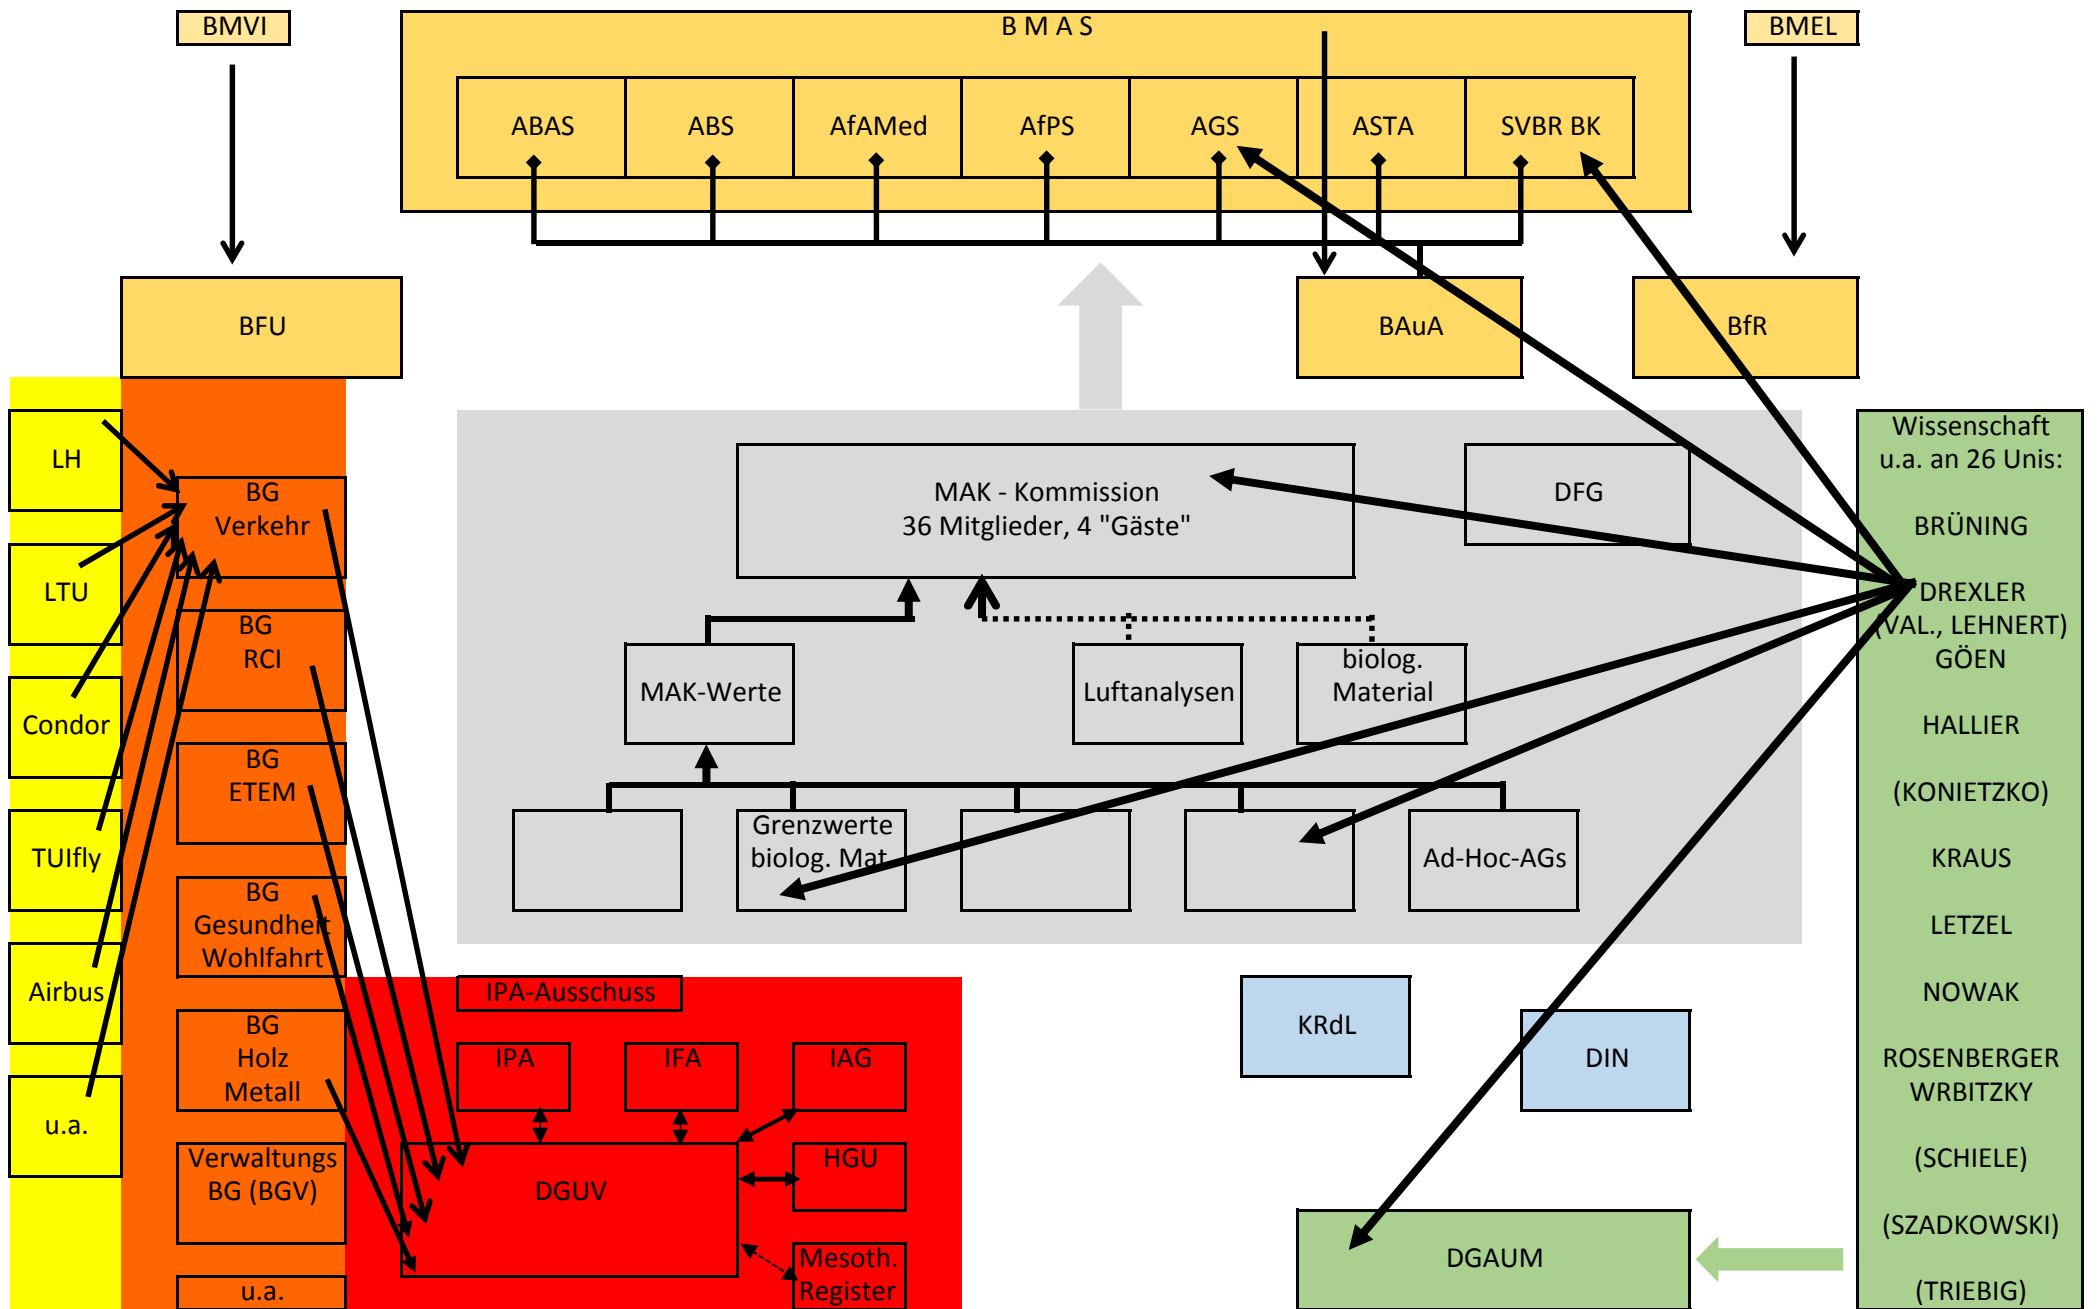 BMVI
B M A S
BMEL
ABAS
ABS
AfAMed
AfPS
AGS
ASTA
SVBR BK
BFU
BAuA
BfR
LH
LTU
Condor
TUIfly
Airbus
u.a.
BG
Verkehr
BG
RCI
BG
ETEM
BG
Gesundheit
Wohlfahrt
BG
Holz
Metall
Verwaltungs
BG (BGV)
u.a.
MAK - Kommission
36 Mitglieder, 4 "Gäste"
DFG
MAK-Werte
Luftanalysen
biolog.
Material
Grenzwerte
biolog. Mat.
Ad-Hoc-AGs
IPA-Ausschuss
IPA
IFA
IAG
DGUV
HGU
Mesoth.
Register
KRdL
DIN
DGAUM
Wissenschaft
u.a. an 26 Unis:
BRÜNING
DREXLER
(VAL., LEHNERT)
GÖEN
HALLIER
(KONIETZKO)
KRAUS
LETZEL
NOWAK
ROSENBERGER
WRBITZKY
(SCHIELE)
(SZADKOWSKI)
(TRIEBIG)